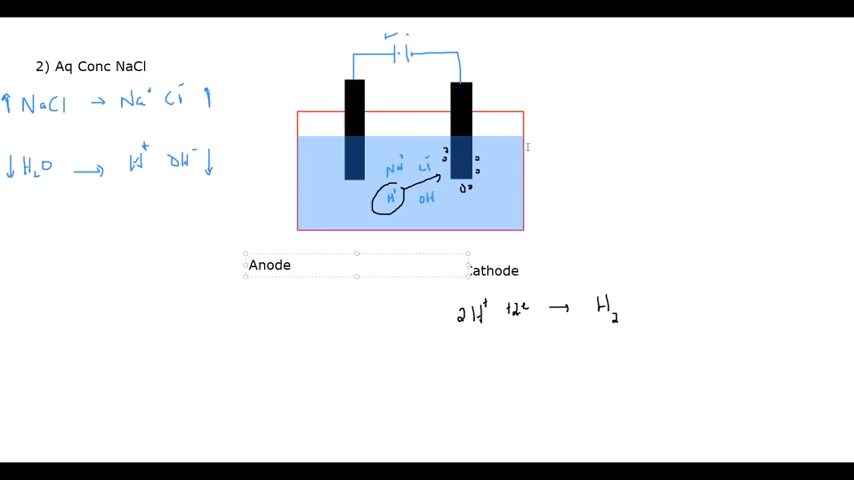 2) Aq Conc NaCl
↑ NaCl → Na⁺ Cl⁻ ↑
↓ H₂O → H⁺ OH⁻ ↓
Na⁺ Cl⁻
H⁺ OH
Anode
Cathode
2H⁺ +2e → H₂